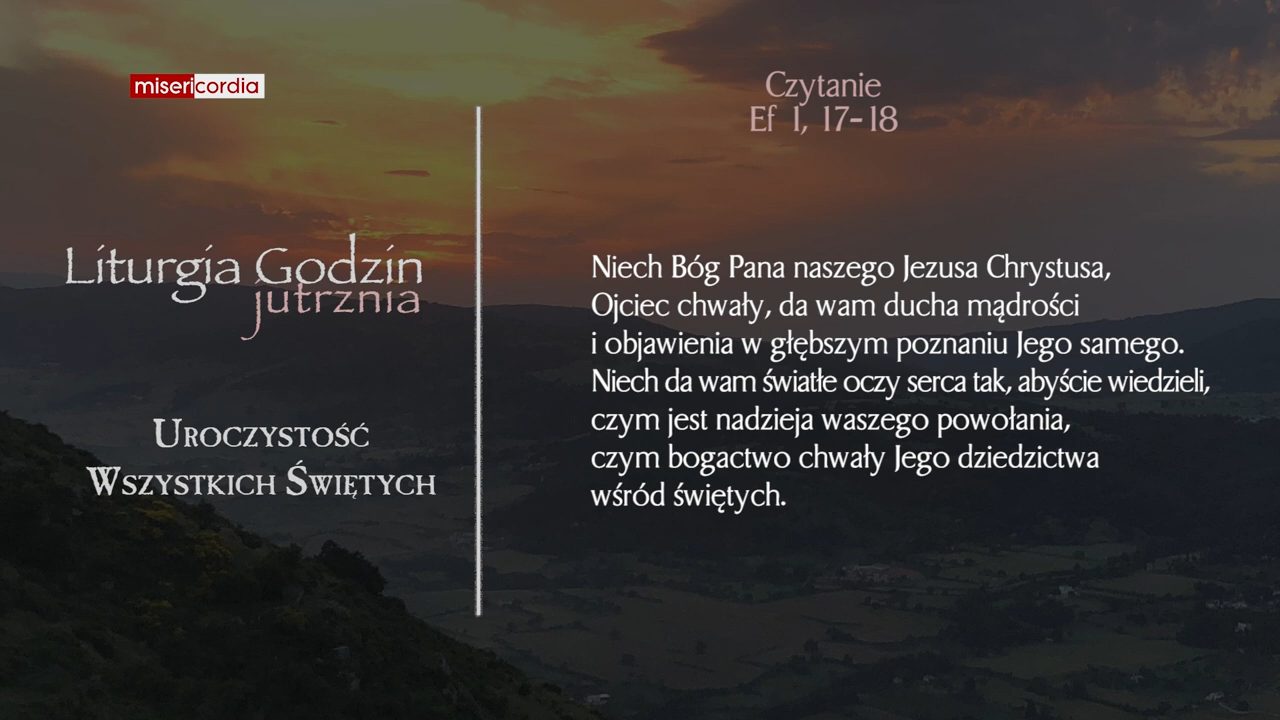 misericordia
Liturgia Godzin
jutrznia
Uroczystość
Wszystkich Świętych
Czytanie
Ef 1, 17-18
Niech Bóg Pana naszego Jezusa Chrystusa,
Ojciec chwały, da wam ducha mądrości
i objawienia w głębszym poznaniu Jego samego.
Niech da wam światłe oczy serca tak, abyście wiedzieli,
czym jest nadzieja waszego powołania,
czym bogactwo chwały Jego dziedzictwa
wśród świętych.